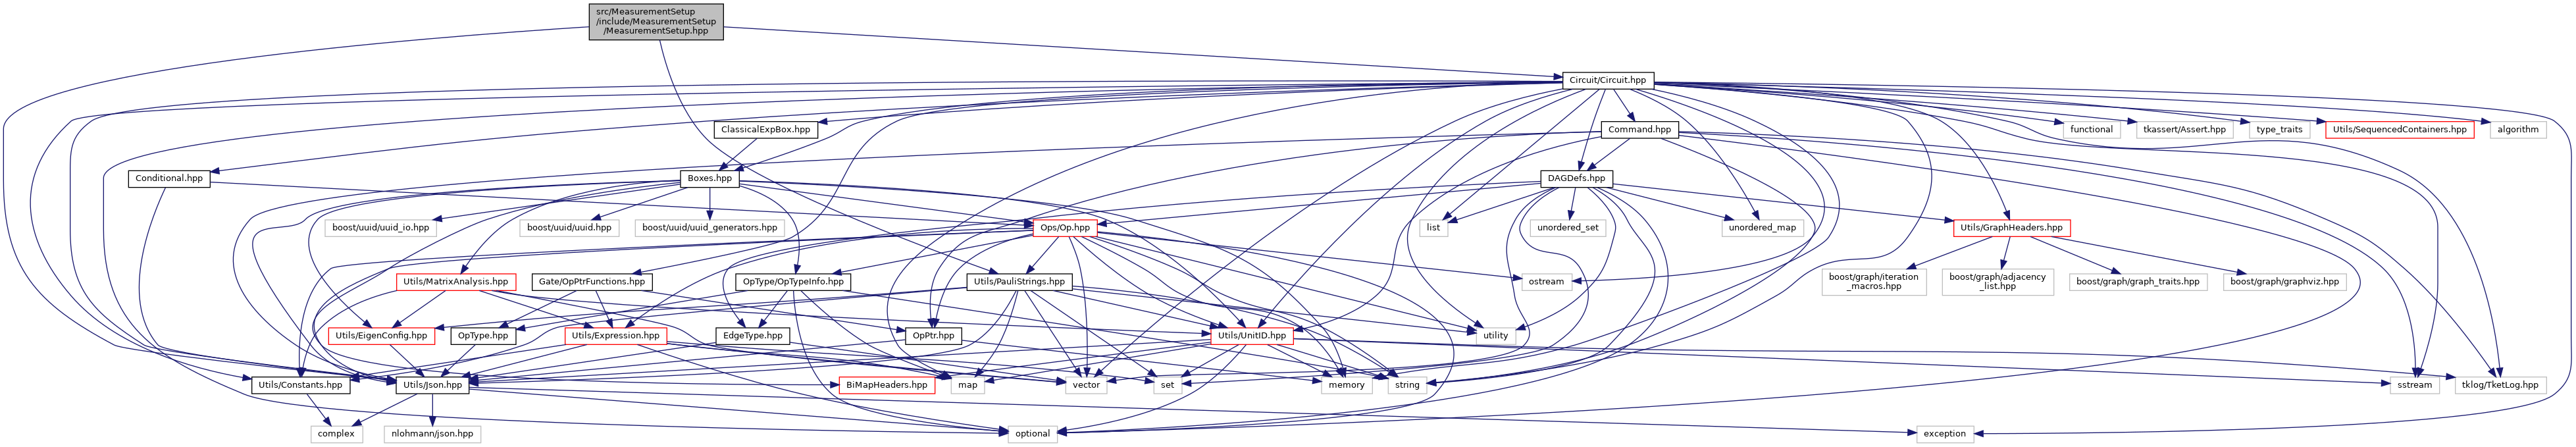 src/MeasurementSetup
/include/MeasurementSetup
/MeasurementSetup.hpp
Circuit/Circuit.hpp
ClassicalExpBox.hpp
Command.hpp
functional
tkassert/Assert.hpp
type_traits
Utils/SequencedContainers.hpp
algorithm
Conditional.hpp
Boxes.hpp
DAGDefs.hpp
boost/uuid/uuid_io.hpp
boost/uuid/uuid.hpp
boost/uuid/uuid_generators.hpp
Ops/Op.hpp
list
unordered_set
unordered_map
Utils/GraphHeaders.hpp
Utils/MatrixAnalysis.hpp
Gate/OpPtrFunctions.hpp
OpType/OpTypeInfo.hpp
Utils/PauliStrings.hpp
ostream
boost/graph/iteration
_macros.hpp
boost/graph/adjacency
_list.hpp
boost/graph/graph_traits.hpp
boost/graph/graphviz.hpp
Utils/EigenConfig.hpp
OpType.hpp
Utils/Expression.hpp
EdgeType.hpp
OpPtr.hpp
Utils/UnitID.hpp
utility
Utils/Constants.hpp
Utils/Json.hpp
BiMapHeaders.hpp
map
vector
set
memory
string
sstream
tklog/TketLog.hpp
complex
nlohmann/json.hpp
optional
exception